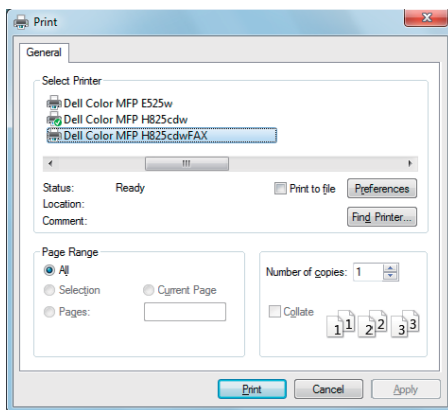 Print
General
Select Printer
Dell Color MFP E525w
Dell Color MFP H825cdw
Dell Color MFP H825cdwFAX
Status: Ready
Print to file
Preferences
Location:
Comment:
Find Printer...
Page Range
All
Selection
Current Page
Pages:
Number of copies: 1
Collate
1 1 2 2 3 3
Print
Cancel
Apply